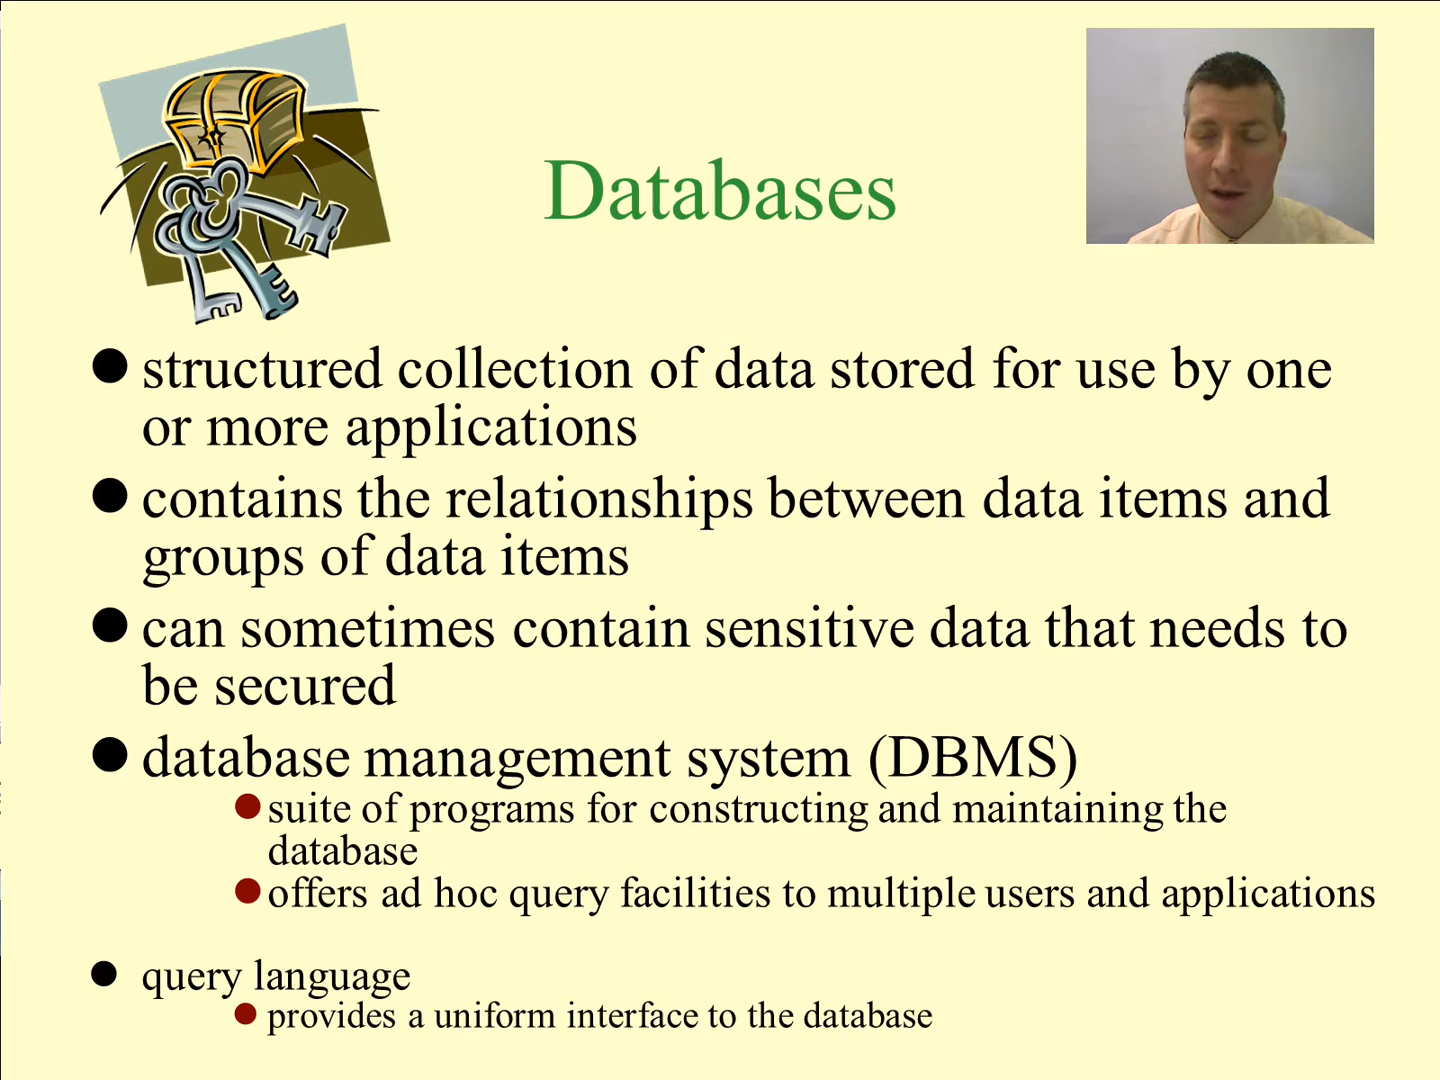 Databases
structured collection of data stored for use by one
or more applications
contains the relationships between data items and
groups of data items
can sometimes contain sensitive data that needs to
be secured
database management system (DBMS)
suite of programs for constructing and maintaining the
database
offers ad hoc query facilities to multiple users and applications
query language
provides a uniform interface to the database